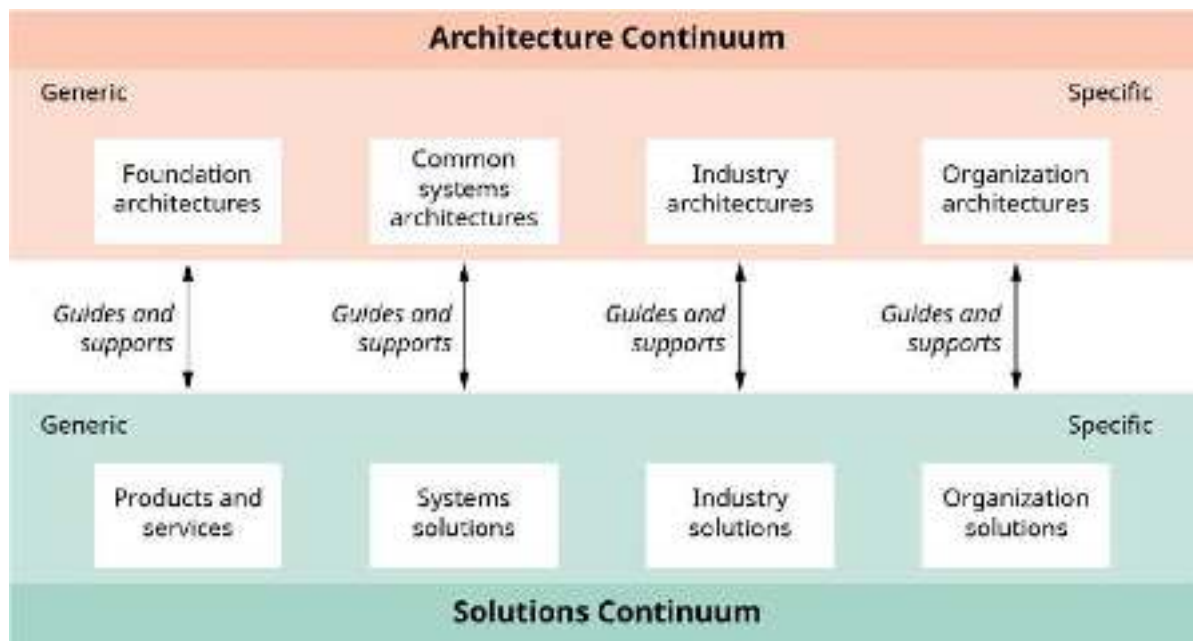 Architecture Continuum
Generic
Specific
Foundation
architectures
Common
systems
architectures
Industry
architectures
Organization
architectures
Guides and
supports
Guides and
supports
Guides and
supports
Guides and
supports
Generic
Specific
Products and
services
Systems
solutions
Industry
solutions
Organization
solutions
Solutions Continuum